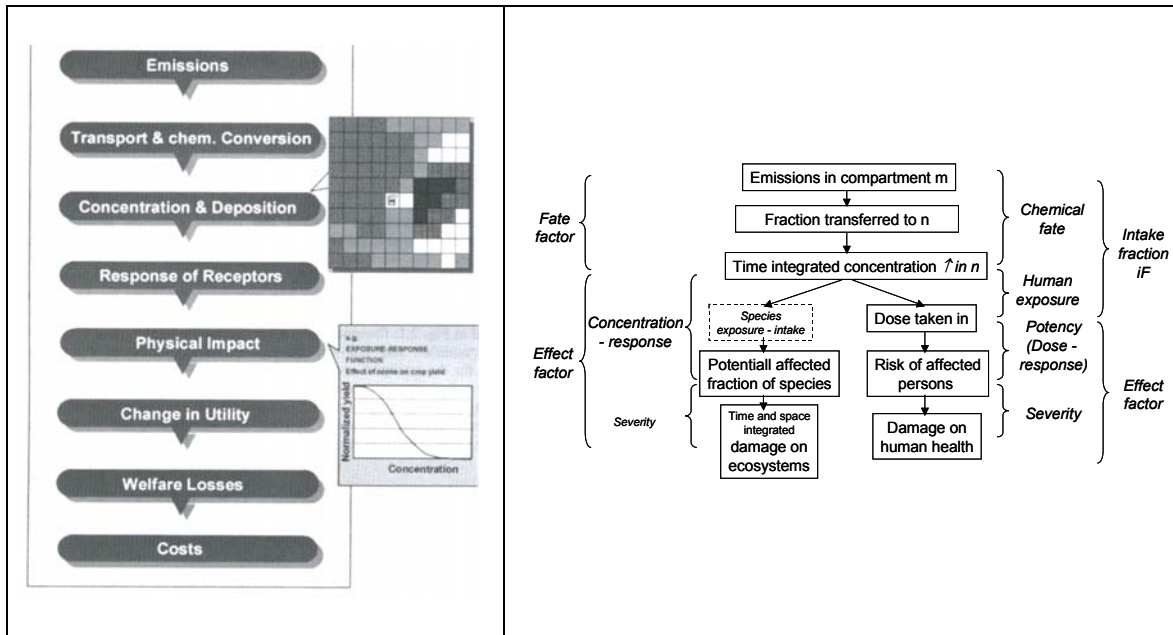 Emissions
Transport & chem. Conversion
Concentration & Deposition
Response of Receptors
Physical Impact
Change in Utility
Welfare Losses
Costs
e.g.
EXPOSURE-RESPONSE
FUNCTION
Effect of ozone on crop yield
Normalized yield
Concentration
Emissions in compartment m
Fraction transferred to n
Time integrated concentration ↑ in n
Species
exposure - intake
Dose taken in
Potentiall affected
fraction of species
Risk of affected
persons
Time and space
integrated
damage on
ecosystems
Damage on
human health
Fate
factor
Effect
factor
Concentration
- response
Severity
Chemical
fate
Human
exposure
Potency
(Dose -
response)
Severity
Intake
fraction
iF
Effect
factor